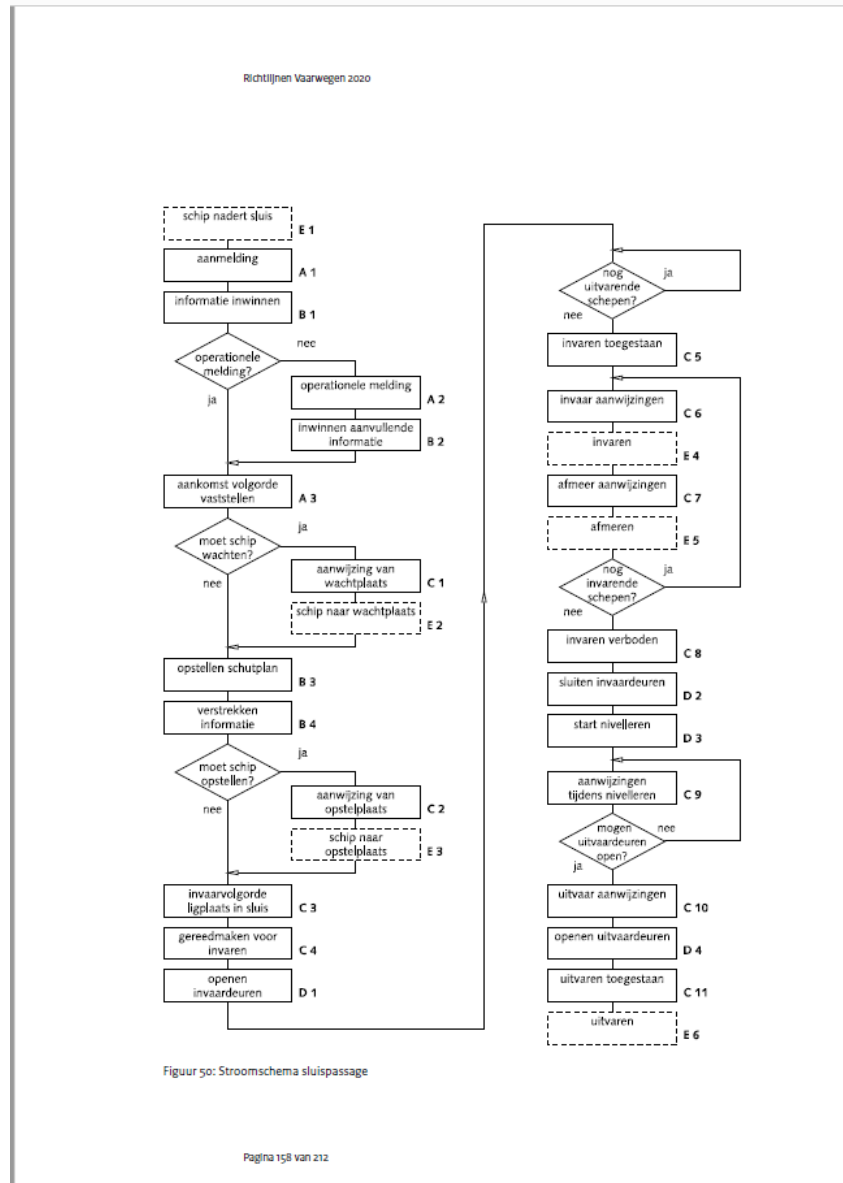 Richtlijnen Vaarwegen 2020
schip nadert sluis
E 1
aanmelding
A 1
informatie inwinnen
B 1
operationele
melding?
nee
ja
operationele melding
A 2
inwinnen aanvullende
informatie
B 2
aankomst volgorde
vaststellen
A 3
moet schip
wachten?
ja
nee
aanwijzing van
wachtplaats
C 1
schip naar wachtplaats
E 2
opstellen schutplan
B 3
verstrekken
informatie
B 4
moet schip
opstellen?
ja
nee
aanwijzing van
opstelplaats
C 2
schip naar
opstelplaats
E 3
invaarvolgorde
ligplaats in sluis
C 3
gereedmaken voor
invaren
C 4
openen
invaardeuren
D 1
nog
uitvarende
schepen?
ja
nee
invaren toegestaan
C 5
invaar aanwijzingen
C 6
invaren
E 4
afmeer aanwijzingen
C 7
afmeren
E 5
nog
invarende
schepen?
ja
nee
invaren verboden
C 8
sluiten invaardeuren
D 2
start nivelleren
D 3
aanwijzingen
tijdens nivelleren
C 9
mogen
uitvaardeuren
open?
nee
ja
uitvaar aanwijzingen
C 10
openen uitvaardeuren
D 4
uitvaren toegestaan
C 11
uitvaren
E 6
Figuur 50: Stroomschema sluispassage
Pagina 158 van 212